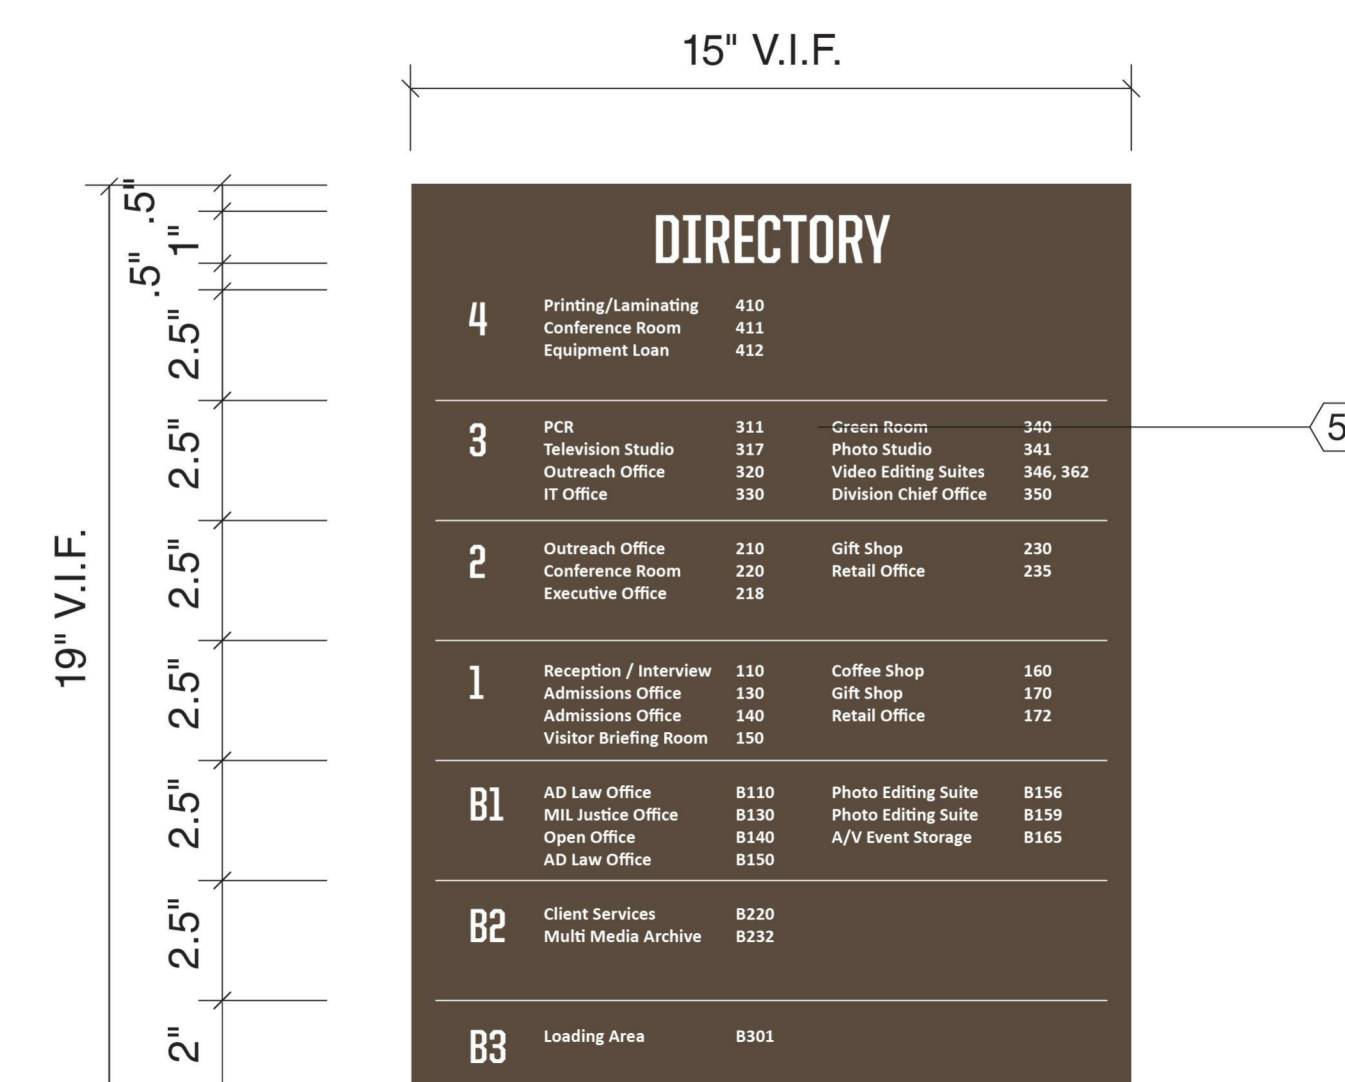 15" V.I.F.
.5"
1"
.5"
2.5"
2.5"
2.5"
2.5"
2.5"
2.5"
2"
19" V.I.F.
DIRECTORY
4
Printing/Laminating 410
Conference Room 411
Equipment Loan 412
3
PCR 311 Green Room 340
Television Studio 317 Photo Studio 341
Outreach Office 320 Video Editing Suites 346, 362
IT Office 330 Division Chief Office 350
5
2
Outreach Office 210 Gift Shop 230
Conference Room 220 Retail Office 235
Executive Office 218
1
Reception / Interview 110 Coffee Shop 160
Admissions Office 130 Gift Shop 170
Admissions Office 140 Retail Office 172
Visitor Briefing Room 150
B1
AD Law Office B110 Photo Editing Suite B156
MIL Justice Office B130 Photo Editing Suite B159
Open Office B140 A/V Event Storage B165
AD Law Office B150
B2
Client Services B220
Multi Media Archive B232
B3
Loading Area B301